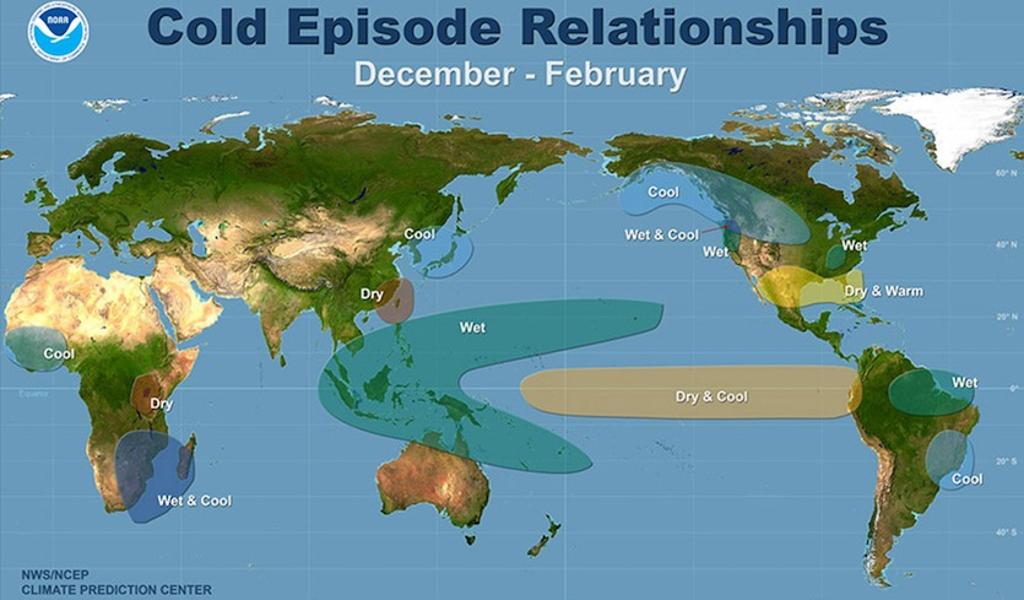 NOAA
Cold Episode Relationships
December - February
60° N
Cool
Cool
Wet & Cool
Wet
Wet
40° N
Dry
Dry & Warm
20° N
Wet
Cool
Equator
Dry
Dry & Cool
Wet
0°
20° S
Cool
Wet & Cool
40° S
NWS/NCEP
CLIMATE PREDICTION CENTER